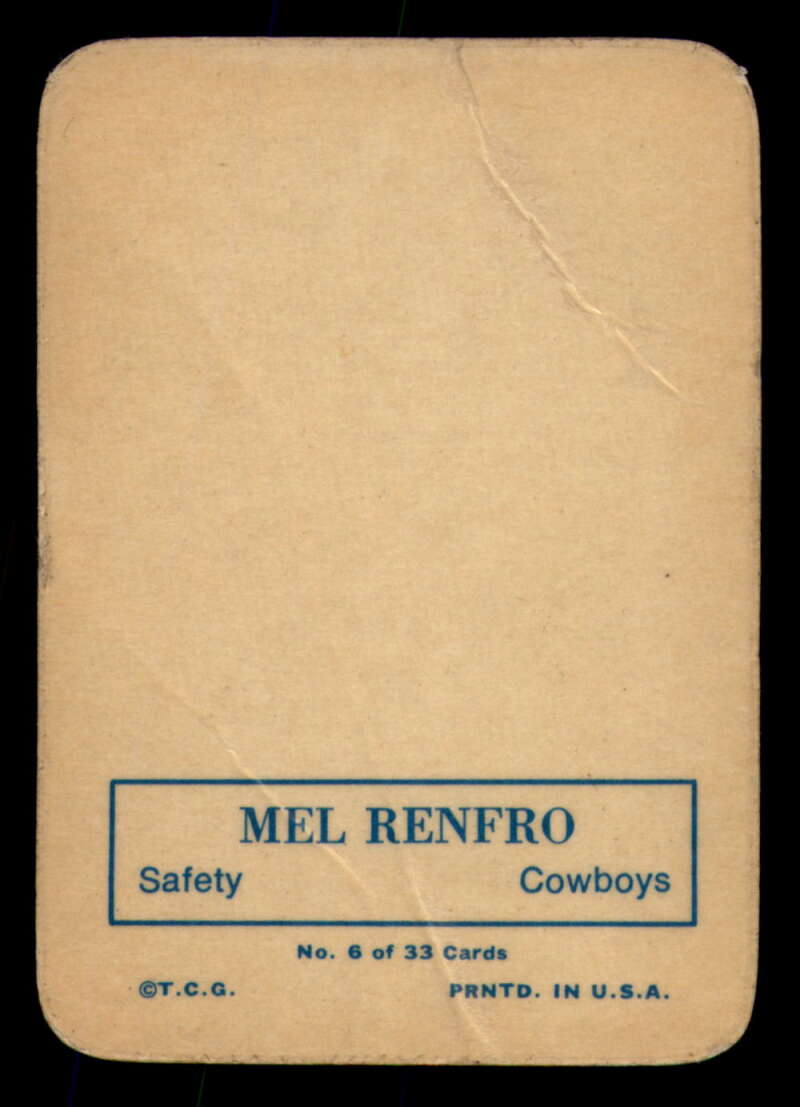 MEL RENFRO
Safety Cowboys
No. 6 of 33 Cards
©T.C.G. PRNTD. IN U.S.A.